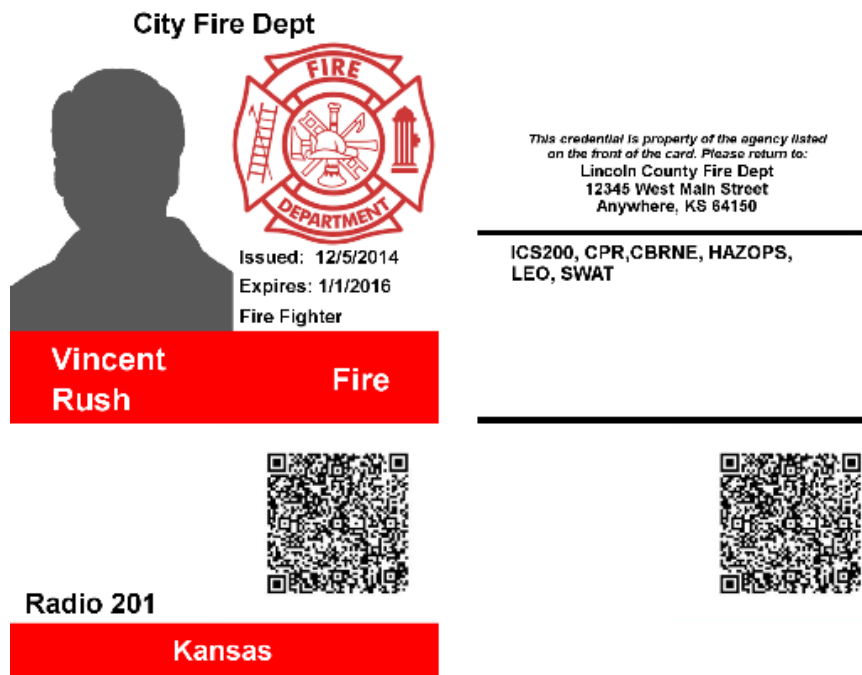 City Fire Dept
FIRE
DEPARTMENT
Issued: 12/5/2014
Expires: 1/1/2016
Fire Fighter
Vincent
Rush
Fire
Radio 201
Kansas
This credential is property of the agency listed
on the front of the card. Please return to:
Lincoln County Fire Dept
12345 West Main Street
Anywhere, KS 64150
ICS200, CPR,CBRNE, HAZOPS,
LEO, SWAT